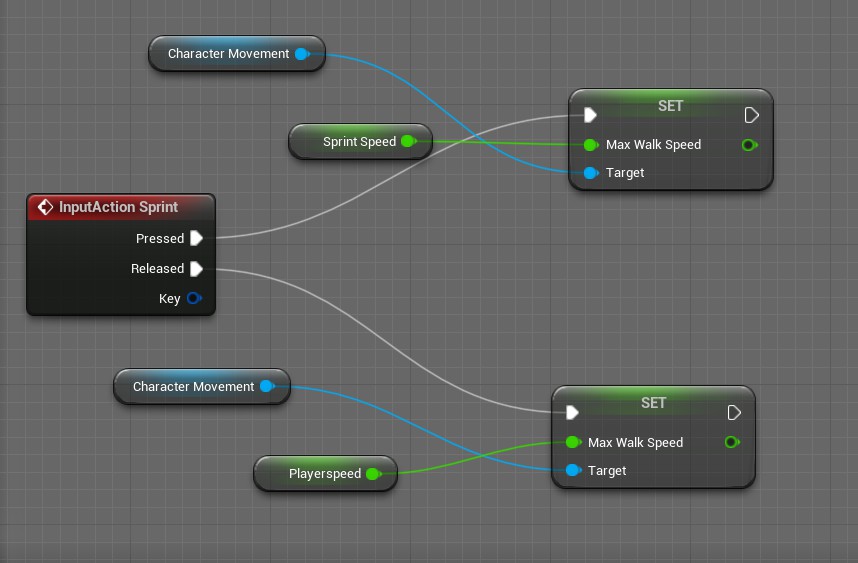 Character Movement
SET
Sprint Speed
Max Walk Speed
Target
InputAction Sprint
Pressed
Released
Key
Character Movement
SET
Max Walk Speed
Playerspeed
Target